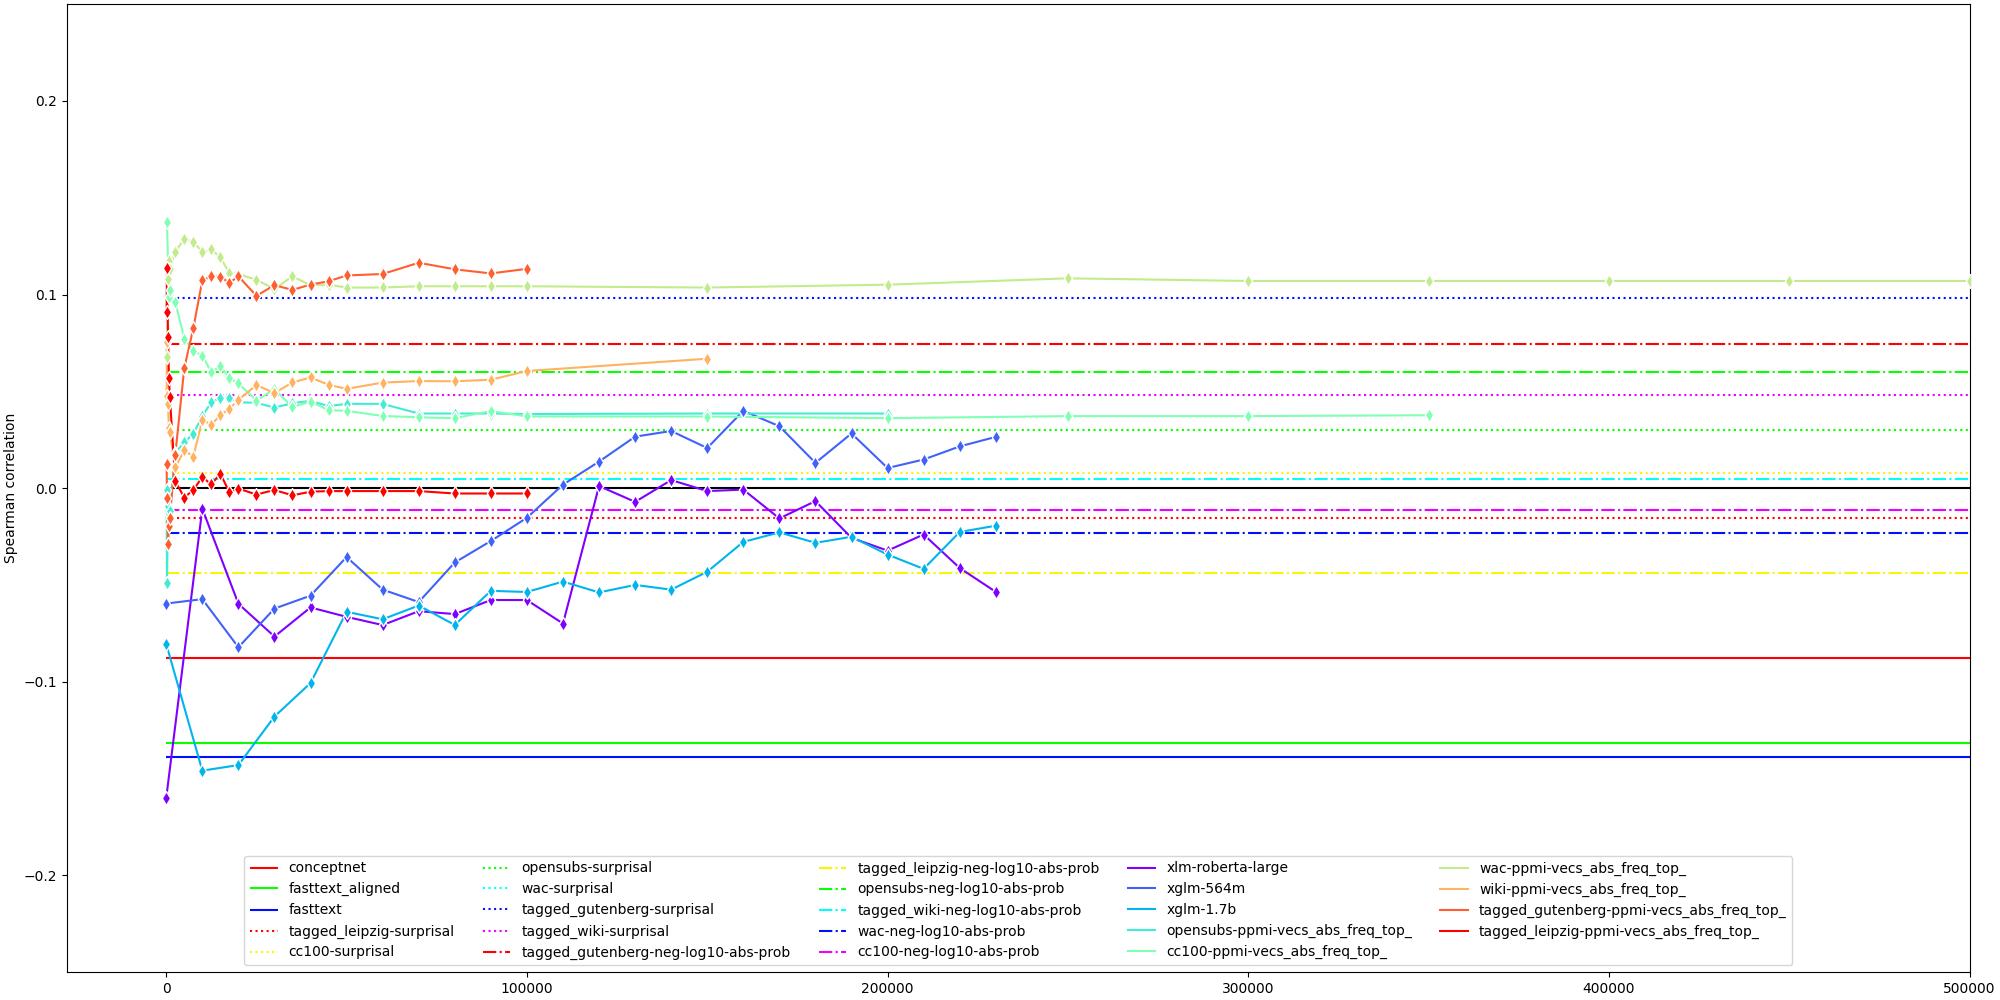 0.2
0.1
0.0
−0.1
−0.2
Spearman correlation
conceptnet
fasttext_aligned
fasttext
tagged_leipzig-surprisal
cc100-surprisal
opensubs-surprisal
wac-surprisal
tagged_gutenberg-surprisal
tagged_wiki-surprisal
tagged_gutenberg-neg-log10-abs-prob
tagged_leipzig-neg-log10-abs-prob
opensubs-neg-log10-abs-prob
tagged_wiki-neg-log10-abs-prob
wac-neg-log10-abs-prob
cc100-neg-log10-abs-prob
xlm-roberta-large
xglm-564m
xglm-1.7b
opensubs-ppmi-vecs_abs_freq_top_
cc100-ppmi-vecs_abs_freq_top_
wac-ppmi-vecs_abs_freq_top_
wiki-ppmi-vecs_abs_freq_top_
tagged_gutenberg-ppmi-vecs_abs_freq_top_
tagged_leipzig-ppmi-vecs_abs_freq_top_
0 100000 200000 300000 400000 500000